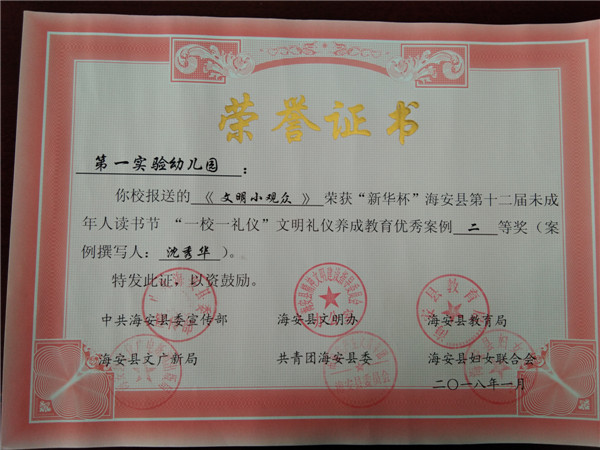 荣誉证书
第一实验幼儿园：
你校报送的《文明小观众》荣获“新华杯”海安县第十二届未成
年人读书节 “一校一礼仪”文明礼仪养成教育优秀案例 二 等奖（案
例撰写人：沈秀华）。
特发此证，以资鼓励。
中共海安县委宣传部 海安县文明办 海安县教育局
海安县文广新局 共青团海安县委 海安县妇女联合会
二〇一八年一月